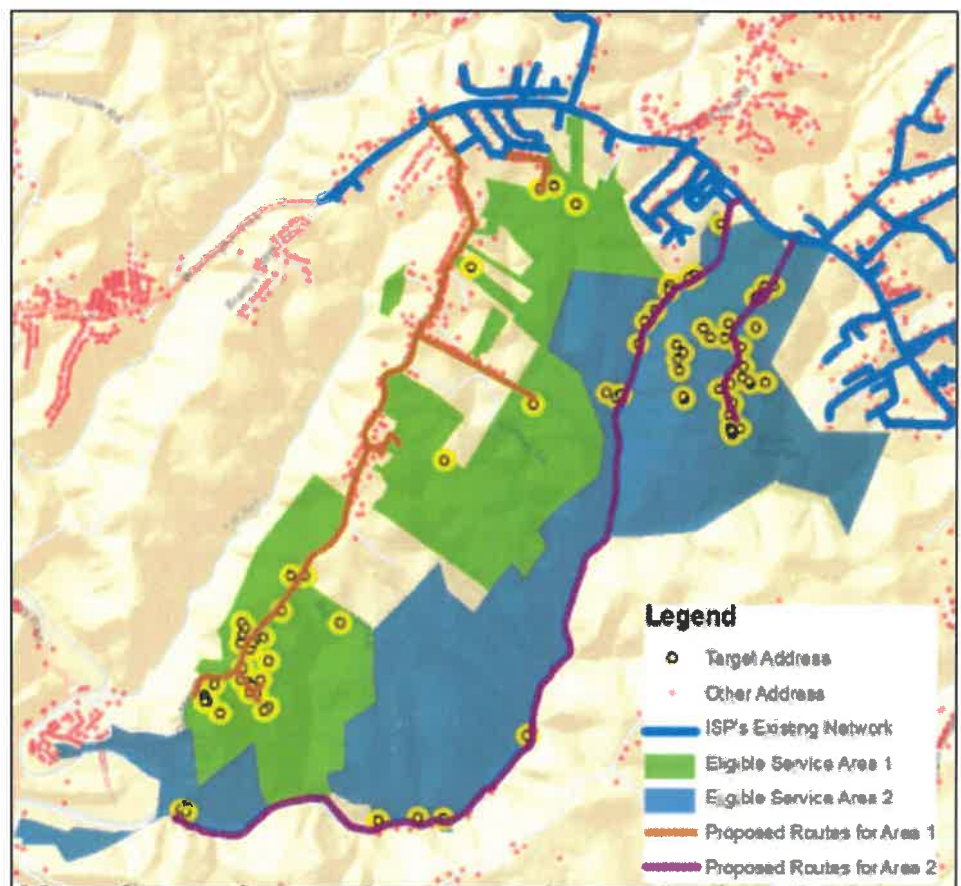 Legend
Target Address
Other Address
ISP's Existing Network
Eligible Service Area 1
Eligible Service Area 2
Proposed Routes for Area 1
Proposed Routes for Area 2